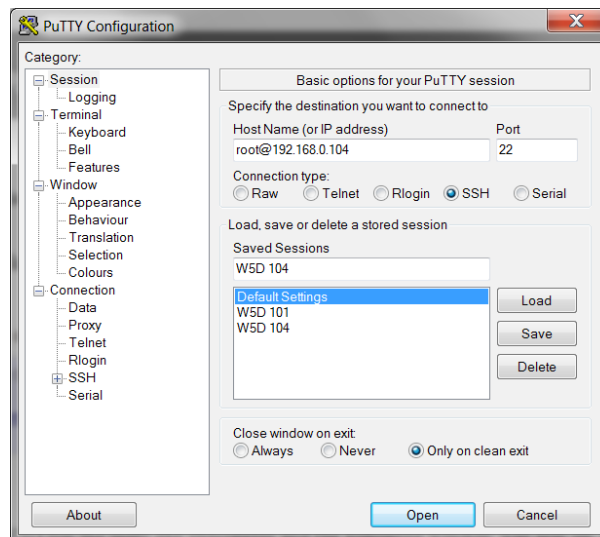 PuTTY Configuration
Category:
Session
Logging
Terminal
Keyboard
Bell
Features
Window
Appearance
Behaviour
Translation
Selection
Colours
Connection
Data
Proxy
Telnet
Rlogin
SSH
Serial
Basic options for your PuTTY session
Specify the destination you want to connect to
Host Name (or IP address) Port
root@192.168.0.104 22
Connection type:
Raw Telnet Rlogin SSH Serial
Load, save or delete a stored session
Saved Sessions
W5D 104
Default Settings
W5D 101
W5D 104
Load
Save
Delete
Close window on exit:
Always Never Only on clean exit
About Open Cancel